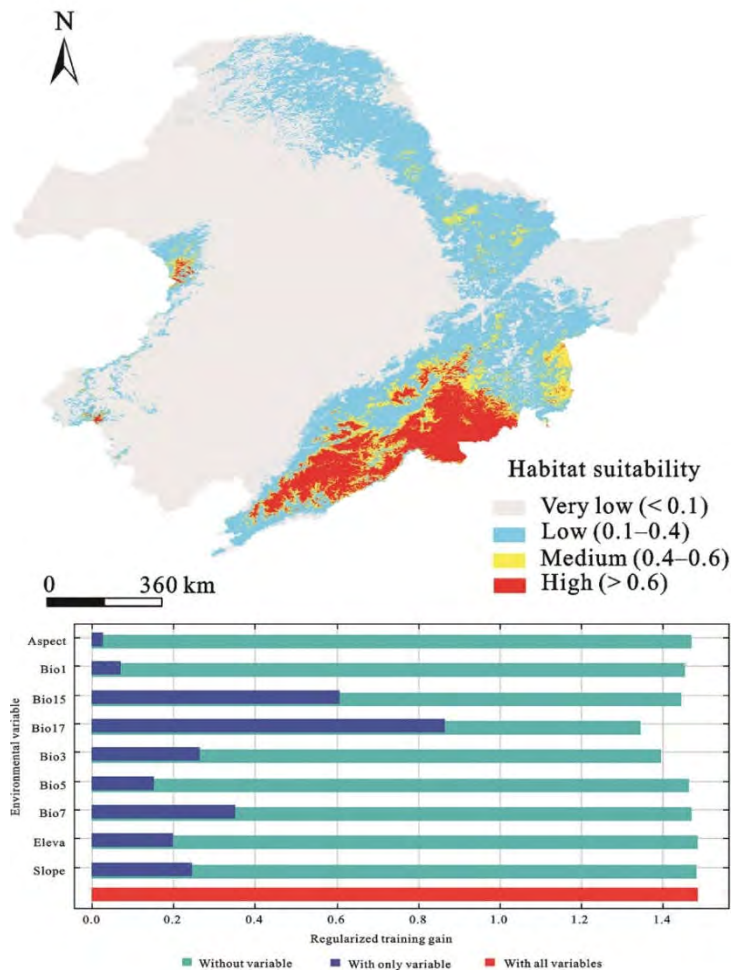 N
Habitat suitability
Very low (< 0.1)
Low (0.1–0.4)
Medium (0.4–0.6)
High (> 0.6)
0 360 km
Aspect
Bio1
Bio15
Bio17
Bio3
Bio5
Bio7
Eleva
Slope
Environmental variable
0.0 0.2 0.4 0.6 0.8 1.0 1.2 1.4
Regularized training gain
Without variable With only variable With all variables